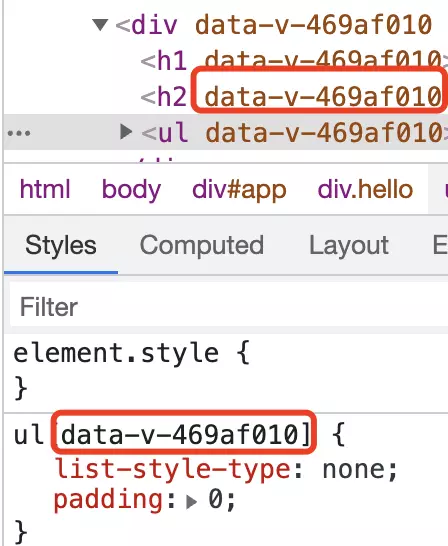 ▼<div data-v-469af010
<h1 data-v-469af010>
<h2 data-v-469af010
••• ▶<ul data-v-469af010>
html body div#app div.hello
Styles Computed Layout E
Filter
element.style {
}
ul[data-v-469af010] {
list-style-type: none;
padding:▶ 0;
}